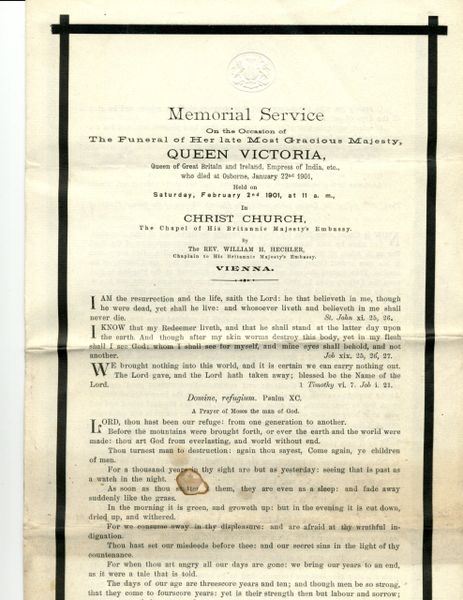 Memorial Service
On the Occasion of
The Funeral of Her late Most Gracious Majesty,
QUEEN VICTORIA,
Queen of Great Britain and Ireland, Empress of India, etc.,
who died at Osborne, January 22nd 1901,
Held on
Saturday, February 2nd 1901, at 11 a. m.,
In
CHRIST CHURCH,
The Chapel of His Britannic Majesty's Embassy.
By
The REV. WILLIAM H. HECHLER,
Chaplain to His Britannic Majesty's Embassy.
VIENNA.
I AM the resurrection and the life, saith the Lord: he that believeth in me, though
he were dead, yet shall he live: and whosoever liveth and believeth in me shall
never die. St. John xi. 25, 26.
I KNOW that my Redeemer liveth, and that he shall stand at the latter day upon
the earth. And though after my skin worms destroy this body, yet in my flesh
shall I see God: whom I shall see for myself, and mine eyes shall behold, and not
another. Job xix. 25, 26, 27.
WE brought nothing into this world, and it is certain we can carry nothing out.
The Lord gave, and the Lord hath taken away; blessed be the Name of the
Lord. 1 Timothy vi. 7. Job i. 21.
Domine, refugium. Psalm XC.
A Prayer of Moses the man of God.
LORD, thou hast been our refuge: from one generation to another.
Before the mountains were brought forth, or ever the earth and the world were
made: thou art God from everlasting, and world without end.
Thou turnest man to destruction: again thou sayest, Come again, ye children
of men.
For a thousand years in thy sight are but as yesterday: seeing that is past as
a watch in the night.
As soon as thou them, they are even as a sleep: and fade away
suddenly like the grass.
In the morning it is green, and groweth up: but in the evening it is cut down,
dried up, and withered.
For we consume away in thy displeasure: and are afraid at thy wrathful in-
dignation.
Thou hast set our misdeeds before thee: and our secret sins in the light of thy
countenance.
For when thou art angry all our days are gone: we bring our years to an end,
as it were a tale that is told.
The days of our age are threescore years and ten; and though men be so strong,
that they come to fourscore years: yet is their strength then but labour and sorrow;